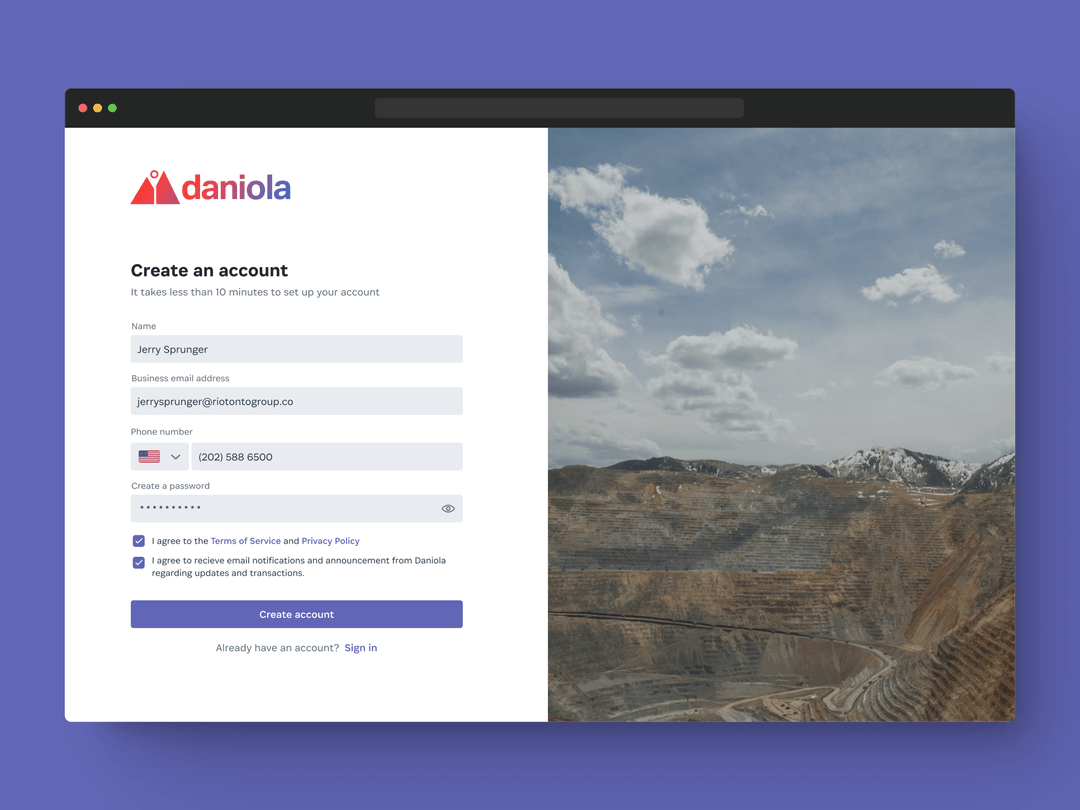 daniola
Create an account
It takes less than 10 minutes to set up your account
Name
Jerry Sprunger
Business email address
jerrysprunger@riotontogroup.co
Phone number
(202) 588 6500
Create a password
••••••••••
I agree to the Terms of Service and Privacy Policy
I agree to recieve email notifications and announcement from Daniola
regarding updates and transactions.
Create account
Already have an account? Sign in